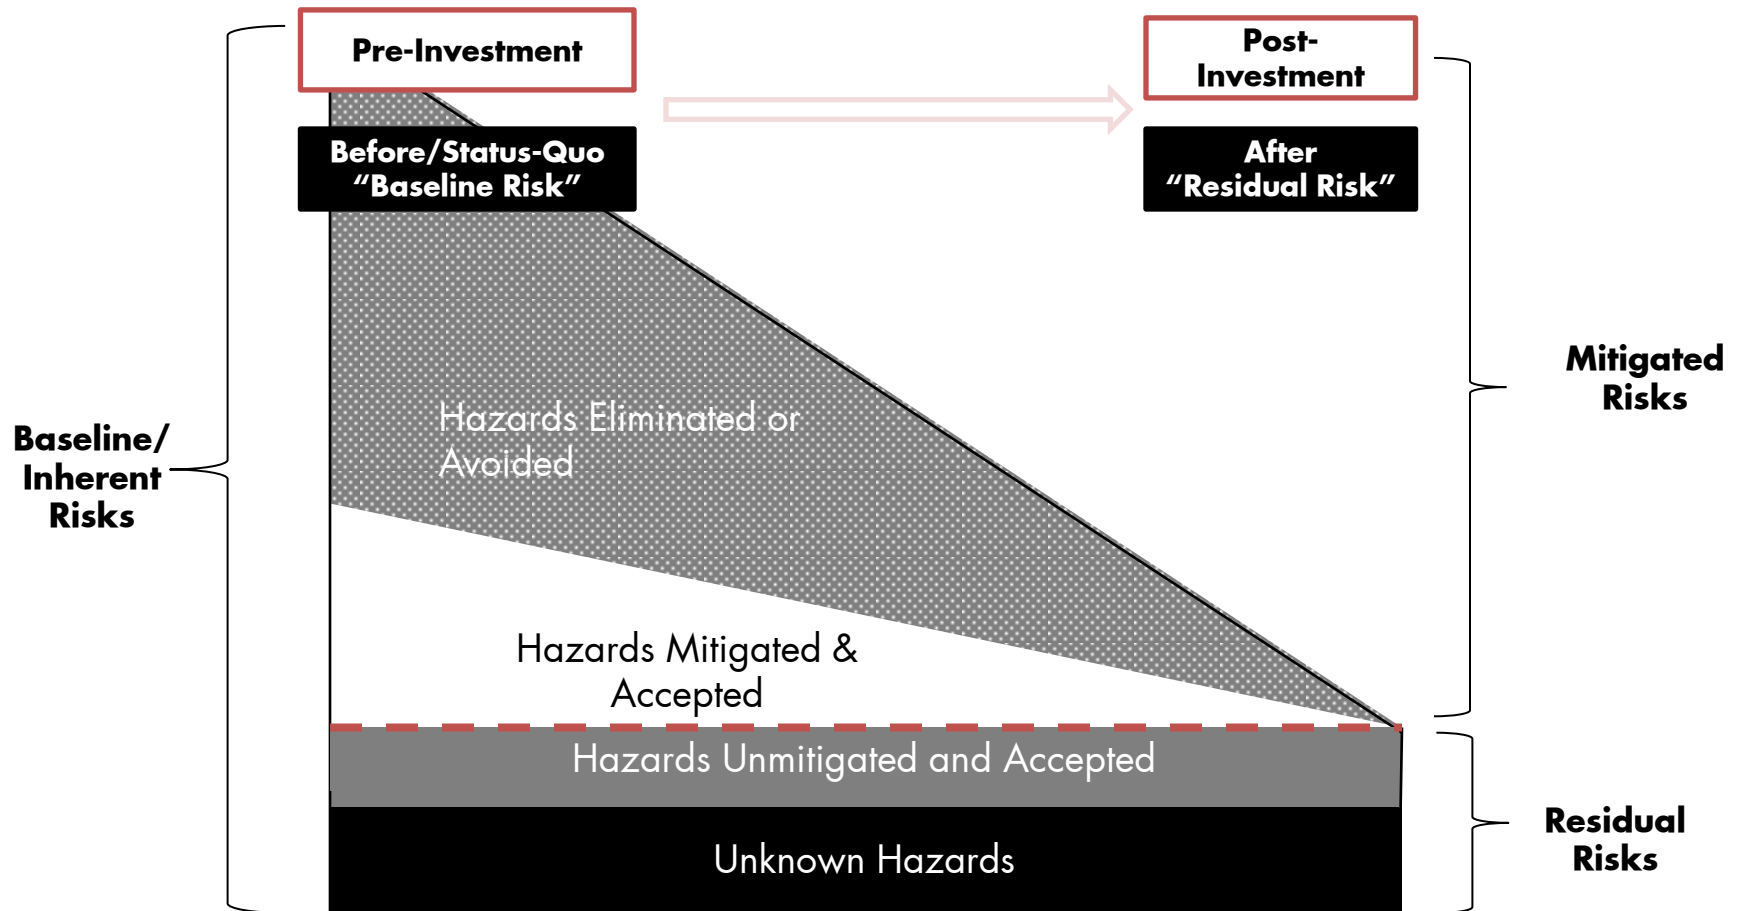 Pre-Investment
Post-
Investment
Before/Status-Quo
“Baseline Risk”
After
“Residual Risk”
Mitigated
Risks
Hazards Eliminated or
Avoided
Baseline/
Inherent
Risks
Hazards Mitigated &
Accepted
Hazards Unmitigated and Accepted
Residual
Risks
Unknown Hazards